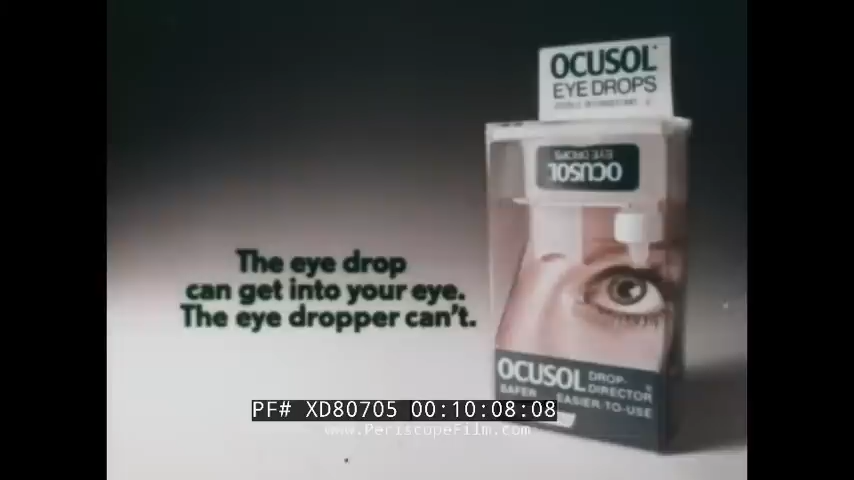 OCUSOL
EYE DROPS
OCUSOL
EYE DROPS
The eye drop
can get into your eye.
The eye dropper can't.
OCUSOL DROP-
DIRECTOR
SAFER EASIER-TO-USE
PF# XD80705 00:10:08:08
www.PeriscopeFilm.com